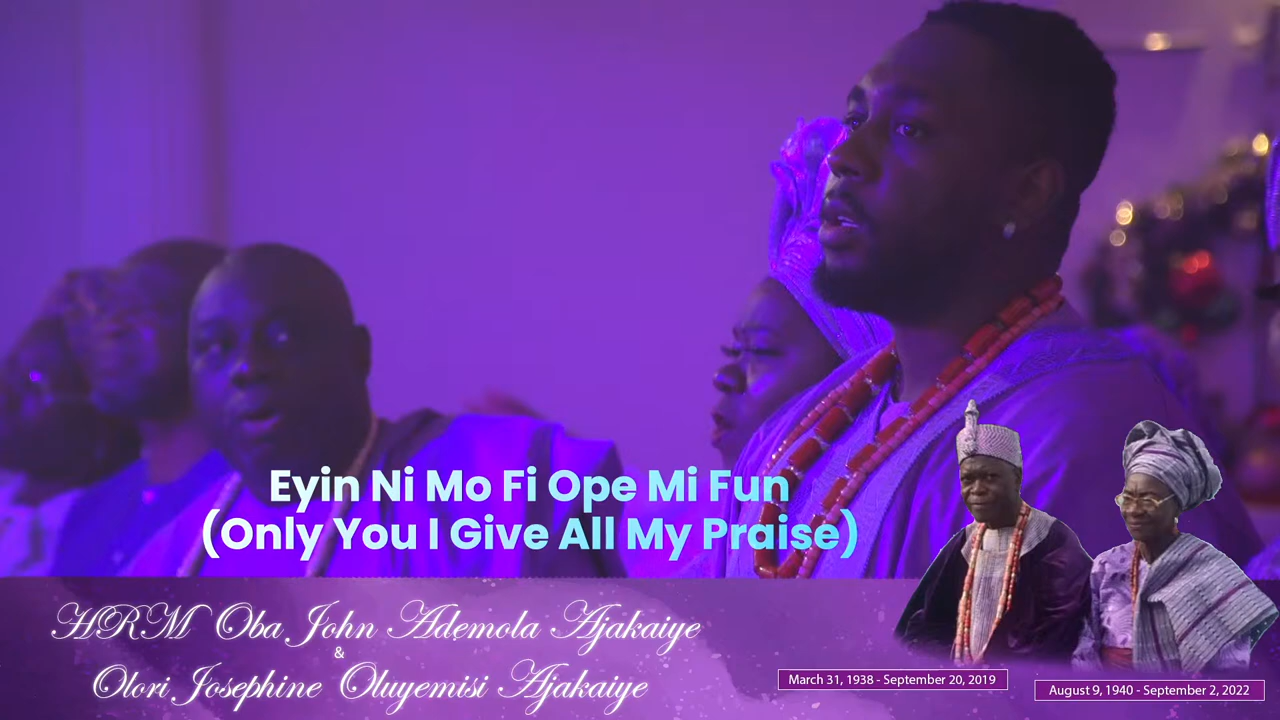 Eyin Ni Mo Fi Ope Mi Fun
(Only You I Give All My Praise)
HRM Oba John Ademola Ajakaiye
&
Olori Josephine Oluyemisi Ajakaiye
March 31, 1938 - September 20, 2019
August 9, 1940 - September 2, 2022